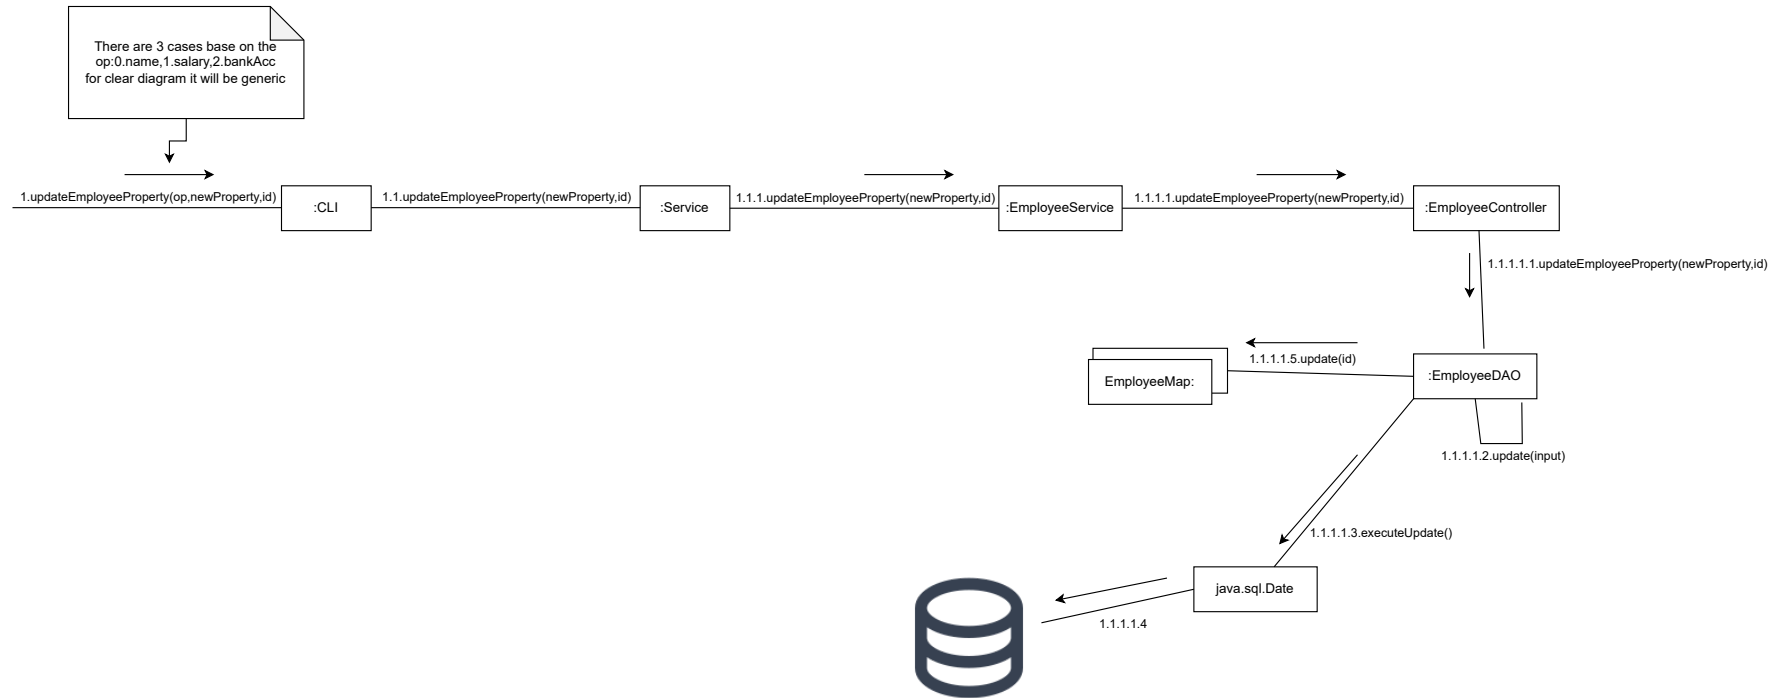 There are 3 cases base on the
op:0.name,1.salary,2.bankAcc
for clear diagram it will be generic
1.updateEmployeeProperty(op,newProperty,id)
:CLI
1.1.updateEmployeeProperty(newProperty,id)
:Service
1.1.1.updateEmployeeProperty(newProperty,id)
:EmployeeService
1.1.1.1.updateEmployeeProperty(newProperty,id)
:EmployeeController
1.1.1.1.1.updateEmployeeProperty(newProperty,id)
1.1.1.1.5.update(id)
EmployeeMap:
:EmployeeDAO
1.1.1.1.2.update(input)
1.1.1.1.3.executeUpdate()
java.sql.Date
1.1.1.1.4